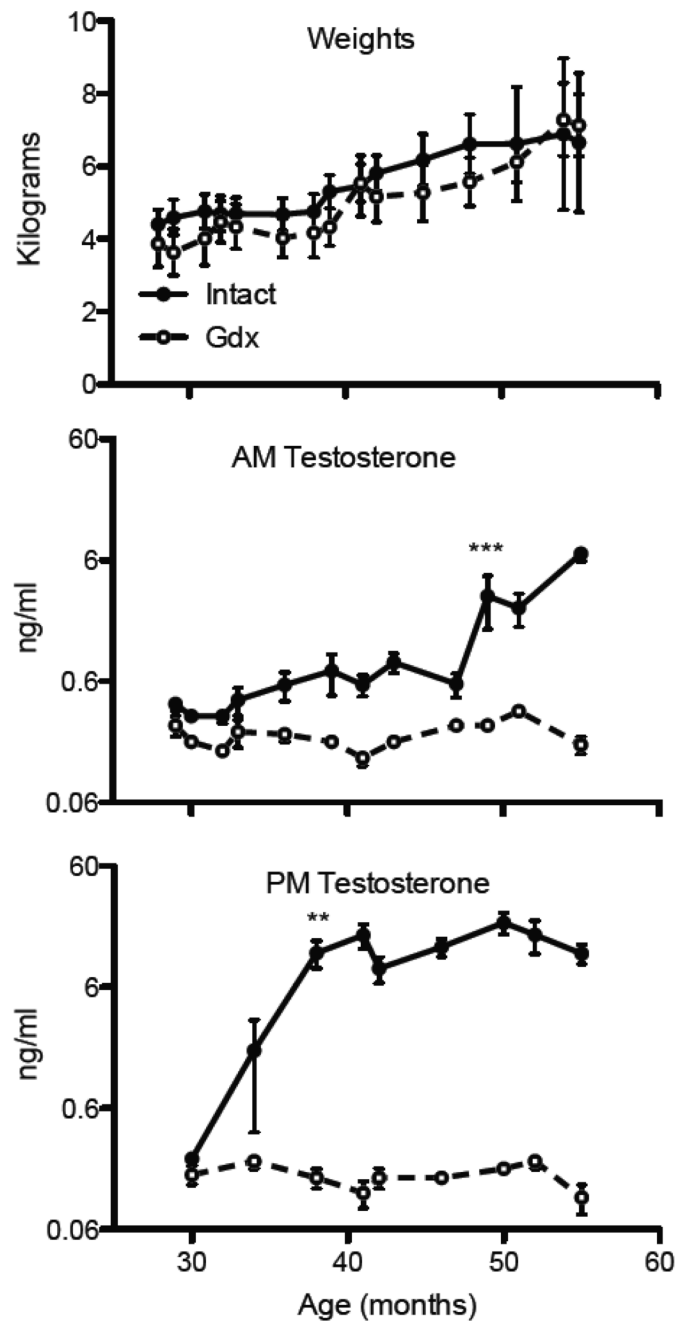 Weights
10
8
6
4
2
0
Kilograms
Intact
Gdx
AM Testosterone
60
6
0.6
0.06
ng/ml
***
PM Testosterone
60
6
0.6
0.06
ng/ml
**
30 40 50 60
Age (months)